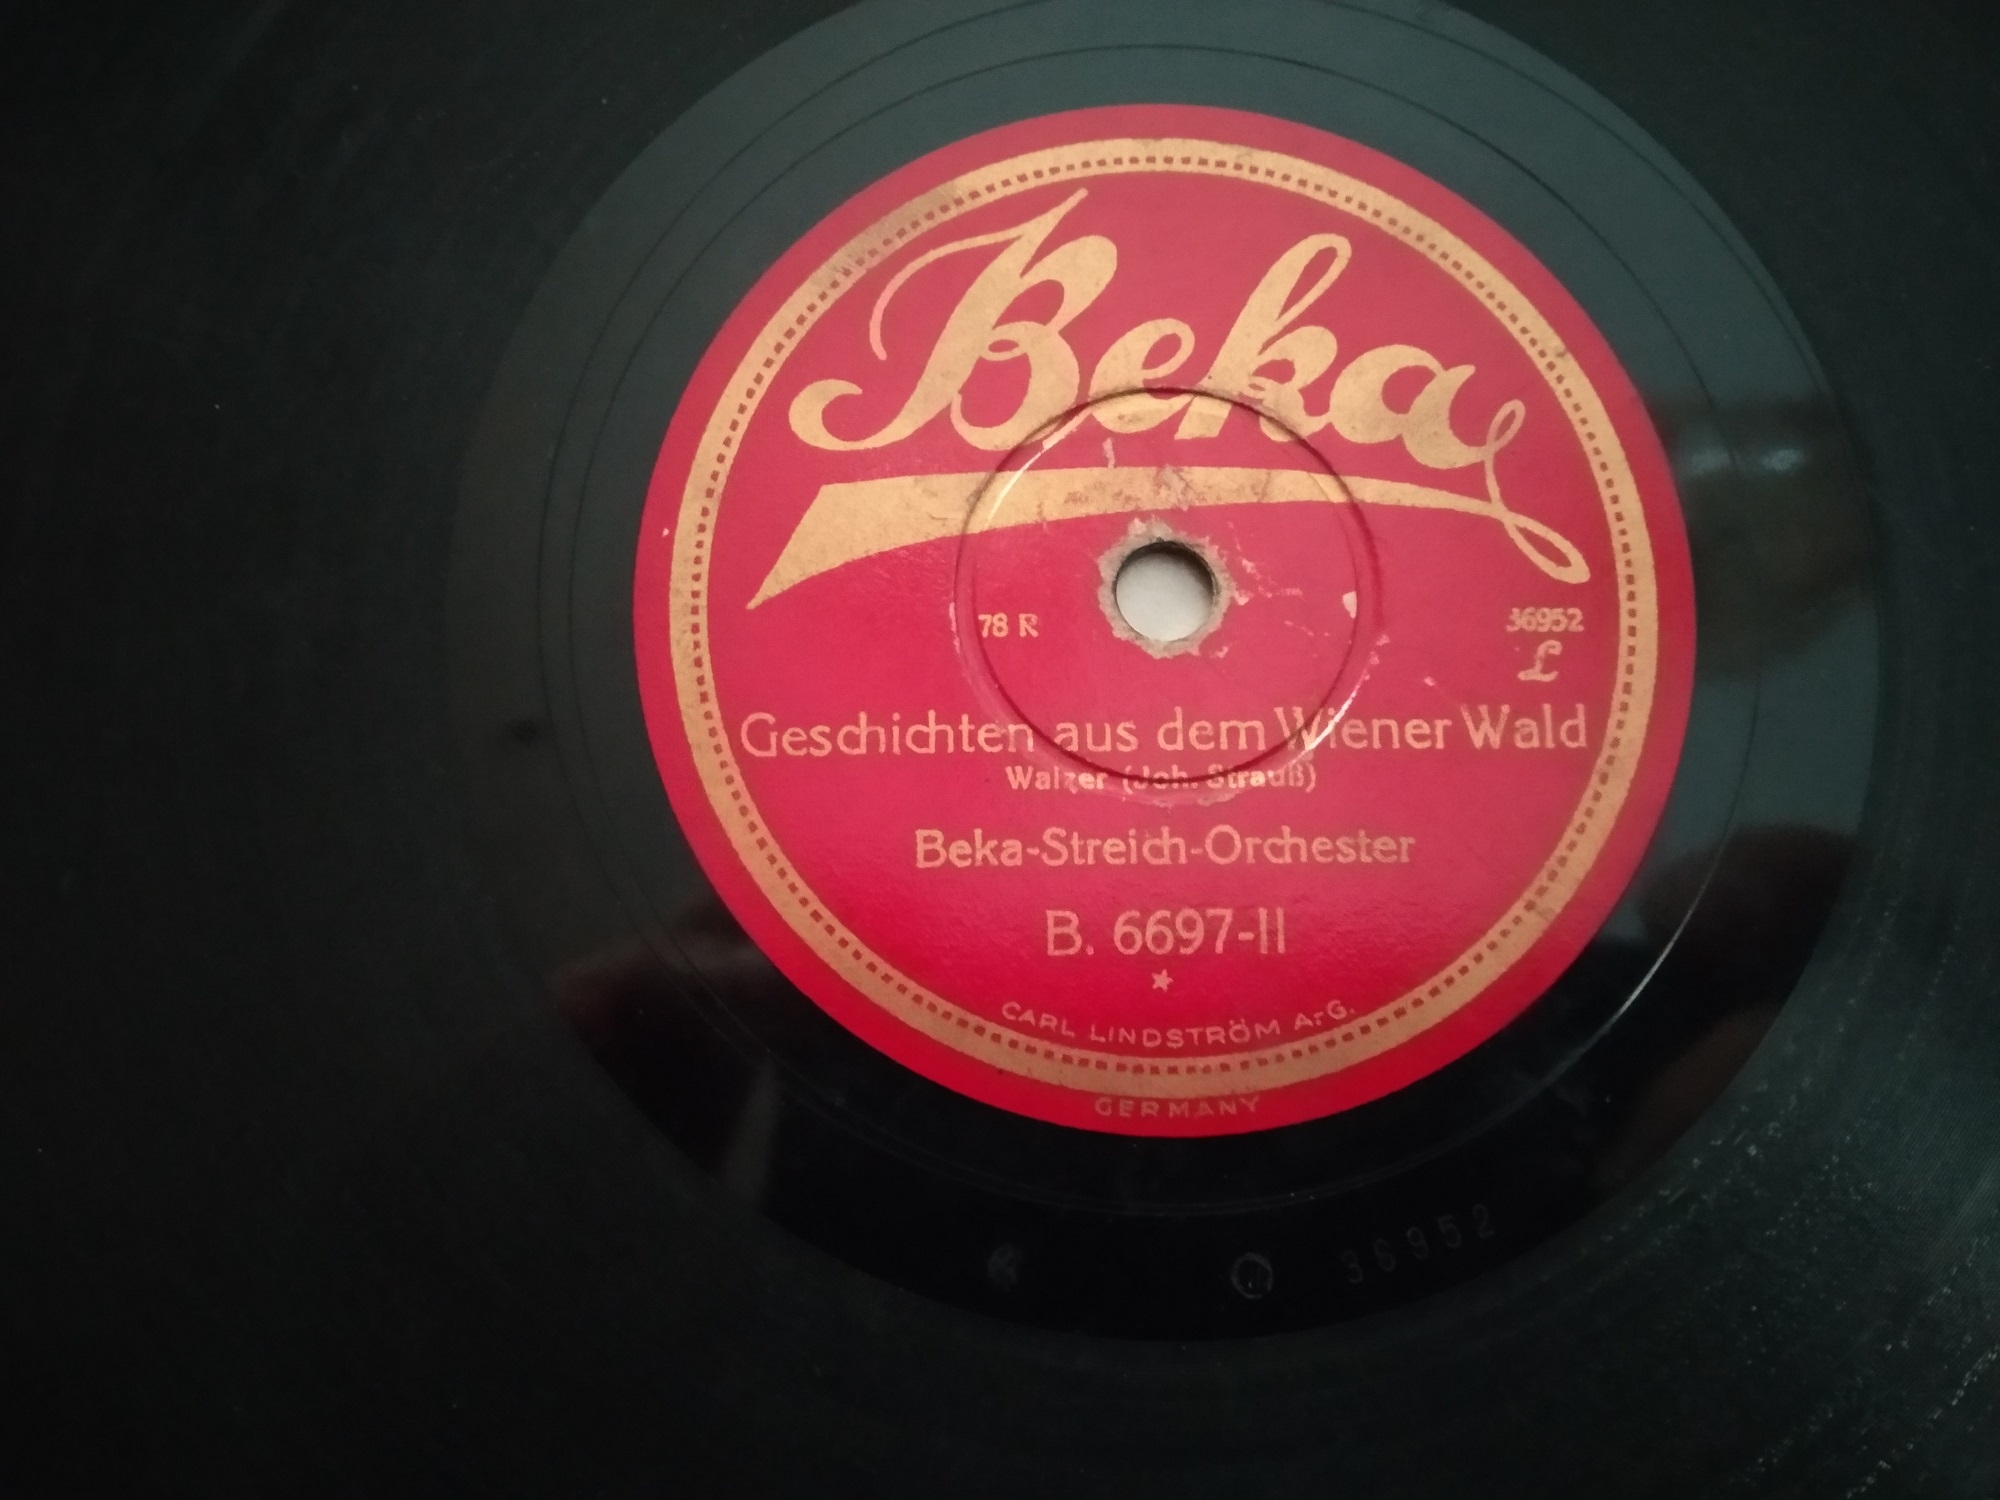 Beka
78 R
36952
L
Geschichten aus dem Wiener Wald
Walzer (Joh. Strauß)
Beka-Streich-Orchester
B. 6697-II
CARL LINDSTRÖM A.-G.
GERMANY
36952